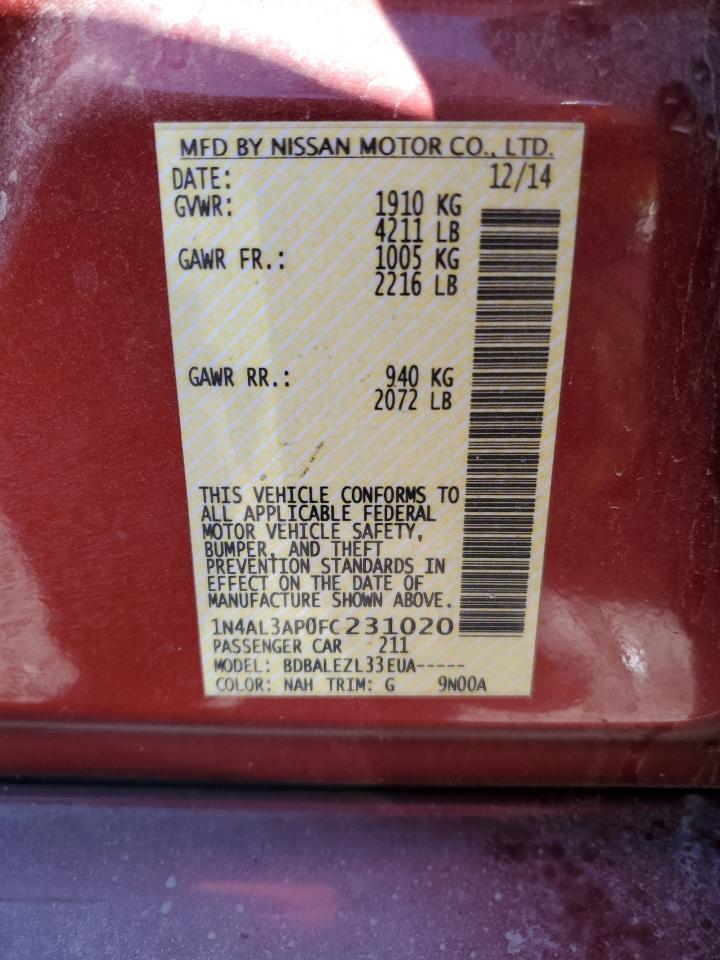 MFD BY NISSAN MOTOR CO., LTD.
DATE: 12/14
GVWR: 1910 KG
4211 LB
GAWR FR.: 1005 KG
2216 LB
GAWR RR.: 940 KG
2072 LB
THIS VEHICLE CONFORMS TO
ALL APPLICABLE FEDERAL
MOTOR VEHICLE SAFETY,
BUMPER, AND THEFT
PREVENTION STANDARDS IN
EFFECT ON THE DATE OF
MANUFACTURE SHOWN ABOVE.
1N4AL3AP0FC231020
PASSENGER CAR 211
MODEL: BDBALEZL33EUA-----
COLOR: NAH TRIM: G 9N00A